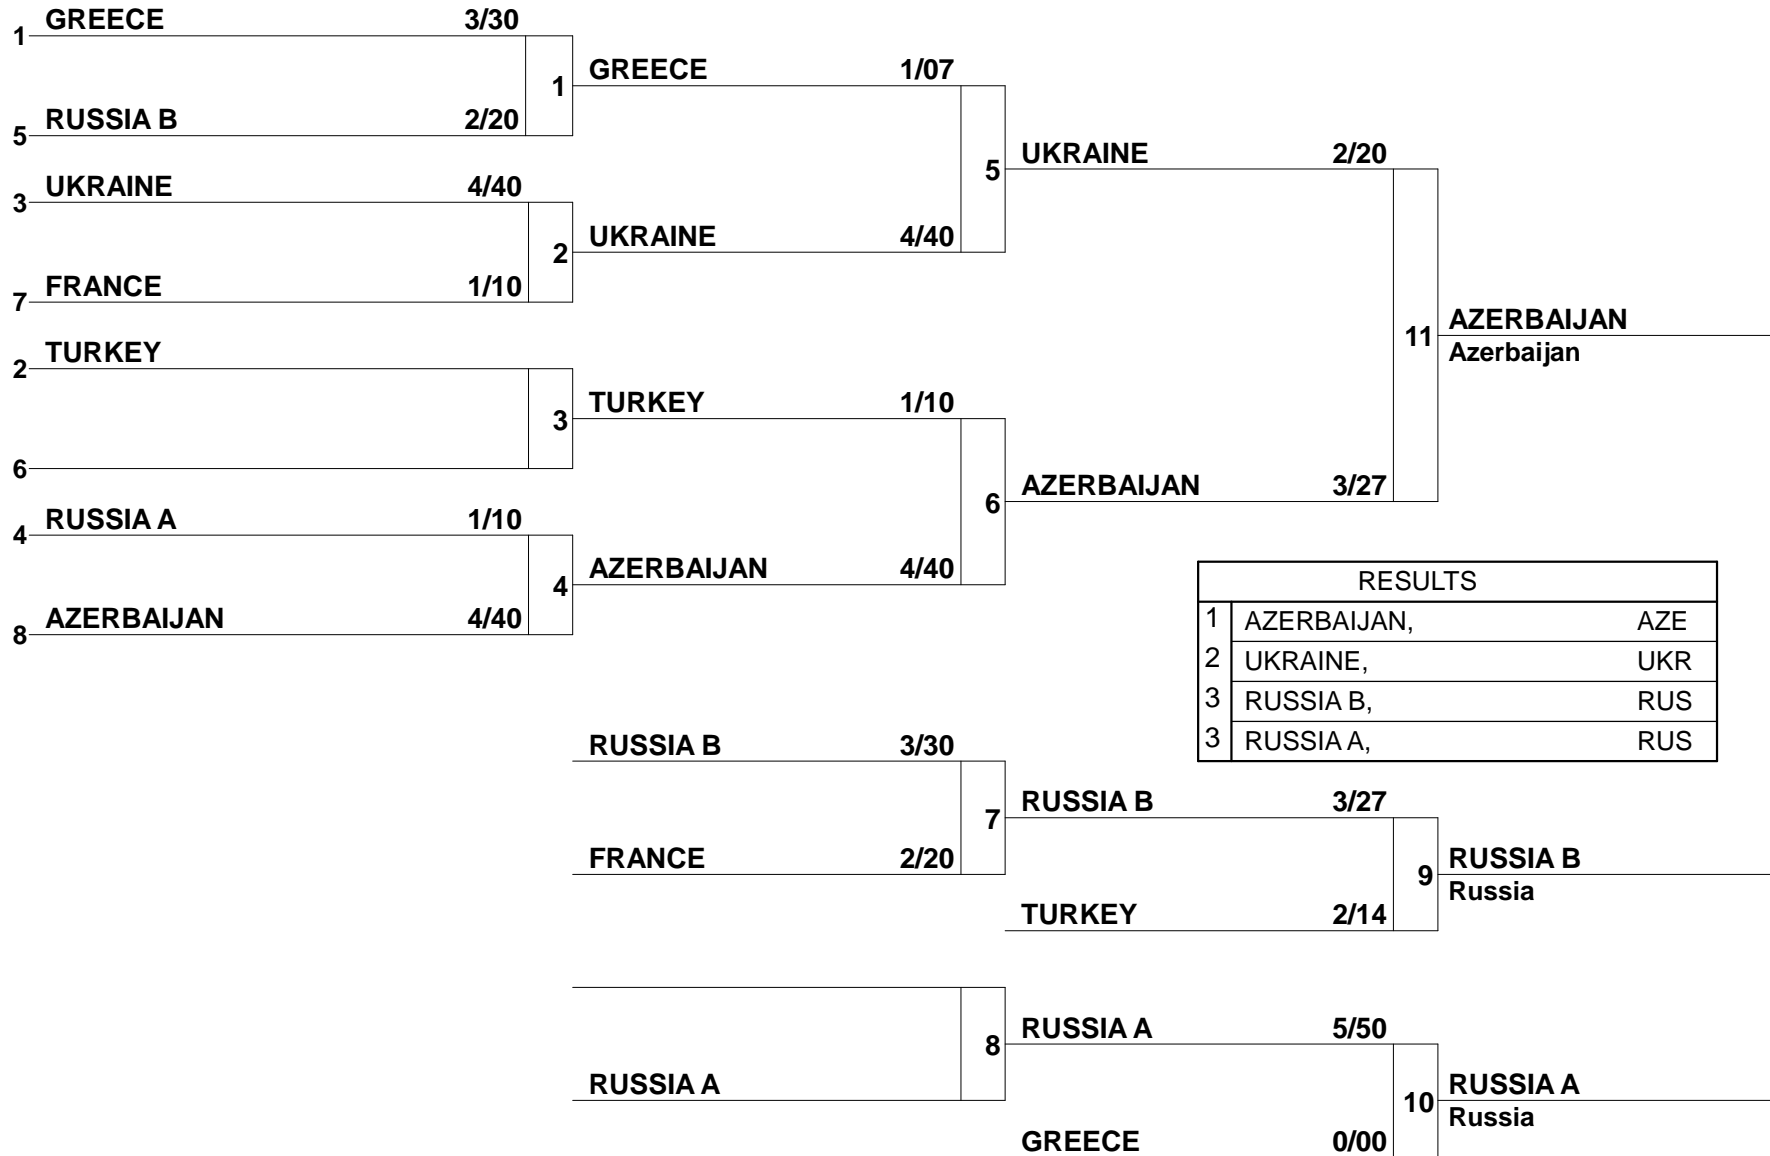 1 GREECE 3/30
1 GREECE 1/07
5 RUSSIA B 2/20
5 UKRAINE 2/20
3 UKRAINE 4/40
2 UKRAINE 4/40
7 FRANCE 1/10
11 AZERBAIJAN
Azerbaijan
2 TURKEY
3 TURKEY 1/10
6
6 AZERBAIJAN 3/27
4 RUSSIA A 1/10
4 AZERBAIJAN 4/40
8 AZERBAIJAN 4/40
RESULTS
1 AZERBAIJAN, AZE
2 UKRAINE, UKR
3 RUSSIA B, RUS
3 RUSSIA A, RUS
RUSSIA B 3/30
7 RUSSIA B 3/27
FRANCE 2/20
9 RUSSIA B
Russia
TURKEY 2/14
8 RUSSIA A 5/50
RUSSIA A
10 RUSSIA A
Russia
GREECE 0/00